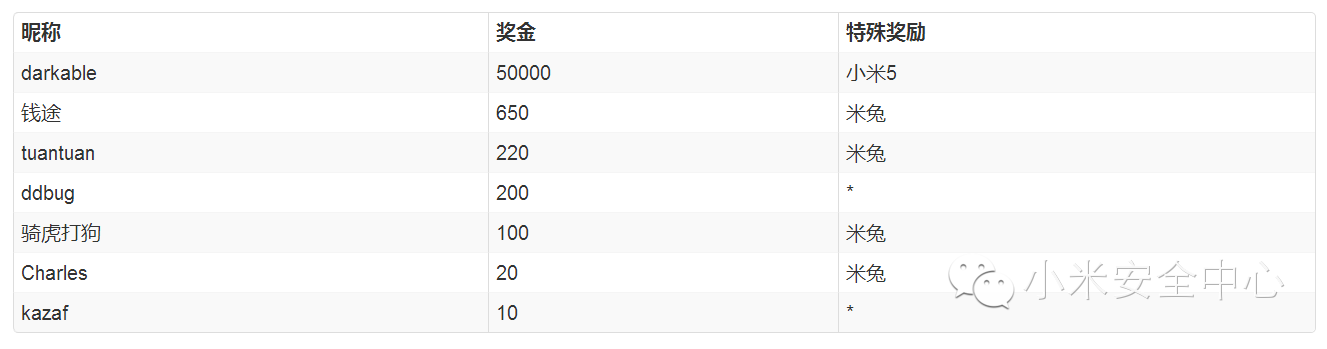 昵称 奖金 特殊奖励
darkable 50000 小米5
钱途 650 米兔
tuantuan 220 米兔
ddbug 200 *
骑虎打狗 100 米兔
Charles 20 米兔
kazaf 10 *
小米安全中心